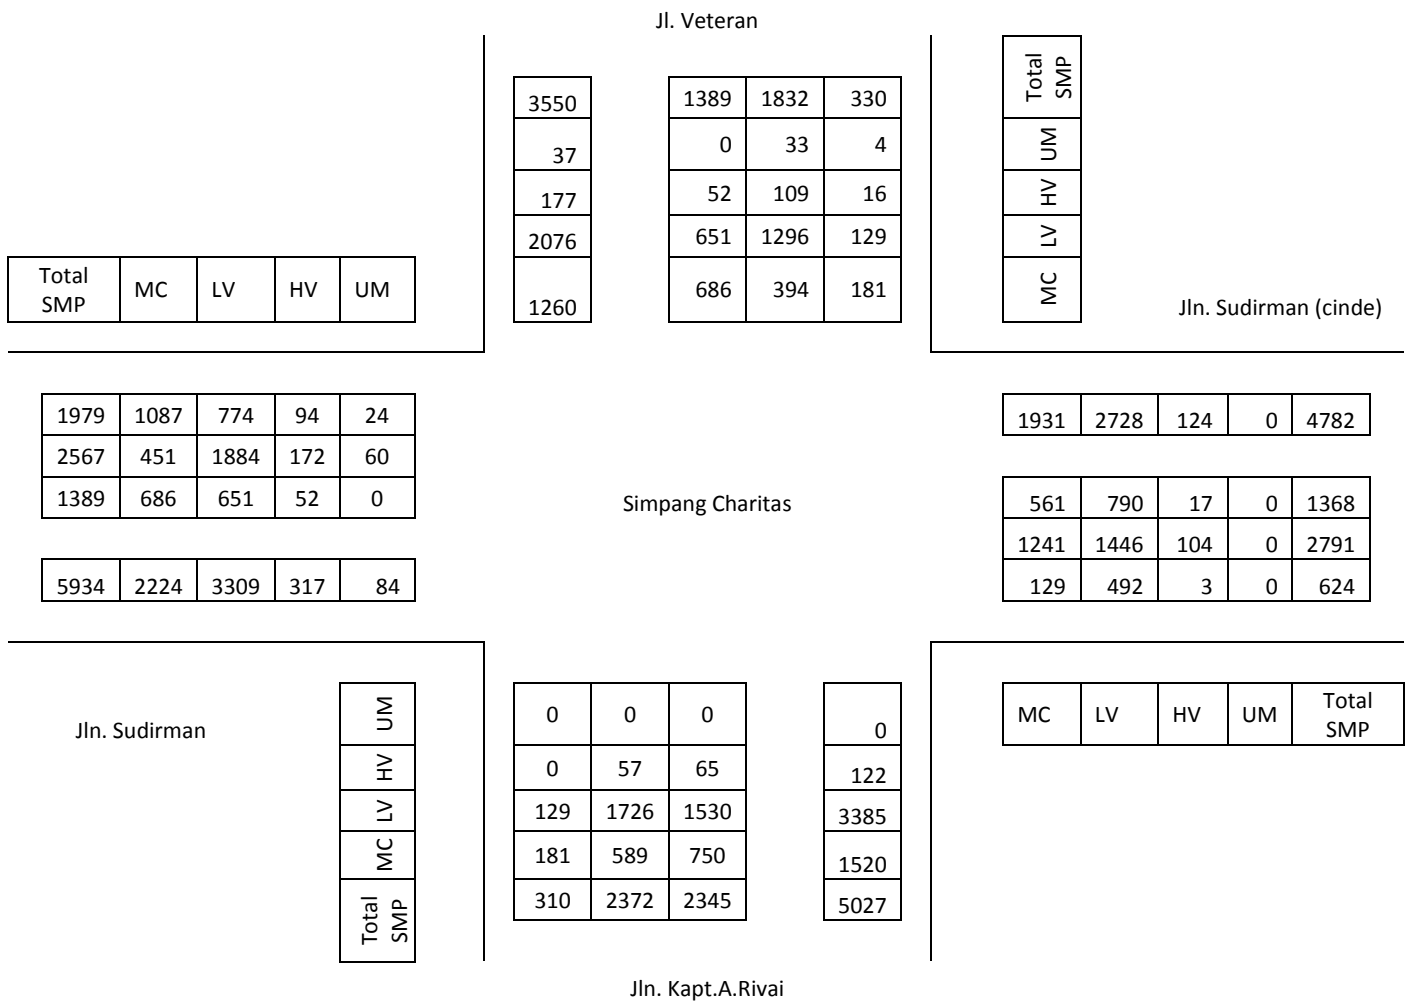 Jl. Veteran
3550 1389 1832 330 Total SMP
37 0 33 4 UM
177 52 109 16 HV
2076 651 1296 129 LV
Total SMP MC LV HV UM 1260 686 394 181 MC
Jln. Sudirman (cinde)
1979 1087 774 94 24 1931 2728 124 0 4782
2567 451 1884 172 60
1389 686 651 52 0 Simpang Charitas 561 790 17 0 1368
1241 1446 104 0 2791
5934 2224 3309 317 84 129 492 3 0 624
Jln. Sudirman UM 0 0 0 0 MC LV HV UM Total SMP
HV 0 57 65 122
LV 129 1726 1530 3385
MC 181 589 750 1520
Total SMP 310 2372 2345 5027
Jln. Kapt.A.Rivai